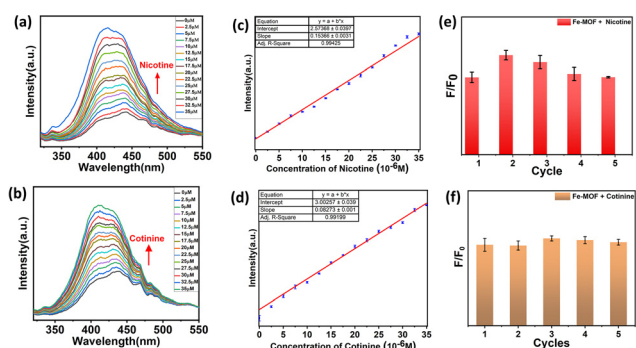 (a)
Intensity(a.u.)
Nicotine
0μM
2.5μM
5μM
7.5μM
10μM
12.5μM
15μM
17.5μM
20μM
22.5μM
25μM
27.5μM
30μM
32.5μM
35μM
350 400 450 500 550
Wavelength(nm)
(b)
Intensity(a.u.)
Cotinine
0μM
2.5μM
5μM
7.5μM
10μM
12.5μM
15μM
17.5μM
20μM
22.5μM
25μM
27.5μM
30μM
32.5μM
35μM
350 400 450 500 550
Wavelength(nm)
(c)
Intensity(a.u.)
Equation y = a + b*x
Intercept 2.57368 ± 0.0397
Slope 0.15366 ± 0.0031
Adj. R-Square 0.99425
0 5 10 15 20 25 30 35
Concentration of Nicotine (10-6M)
(d)
Intensity(a.u.)
Equation y = a + b*x
Intercept 3.00257 ± 0.039
Slope 0.08273 ± 0.001
Adj. R-Square 0.99199
0 5 10 15 20 25 30 35
Concentration of Cotinine (10-6M)
(e)
F/F0
Fe-MOF + Nicotine
1 2 3 4 5
Cycle
(f)
F/F0
Fe-MOF + Cotinine
1 2 3 4 5
Cycles